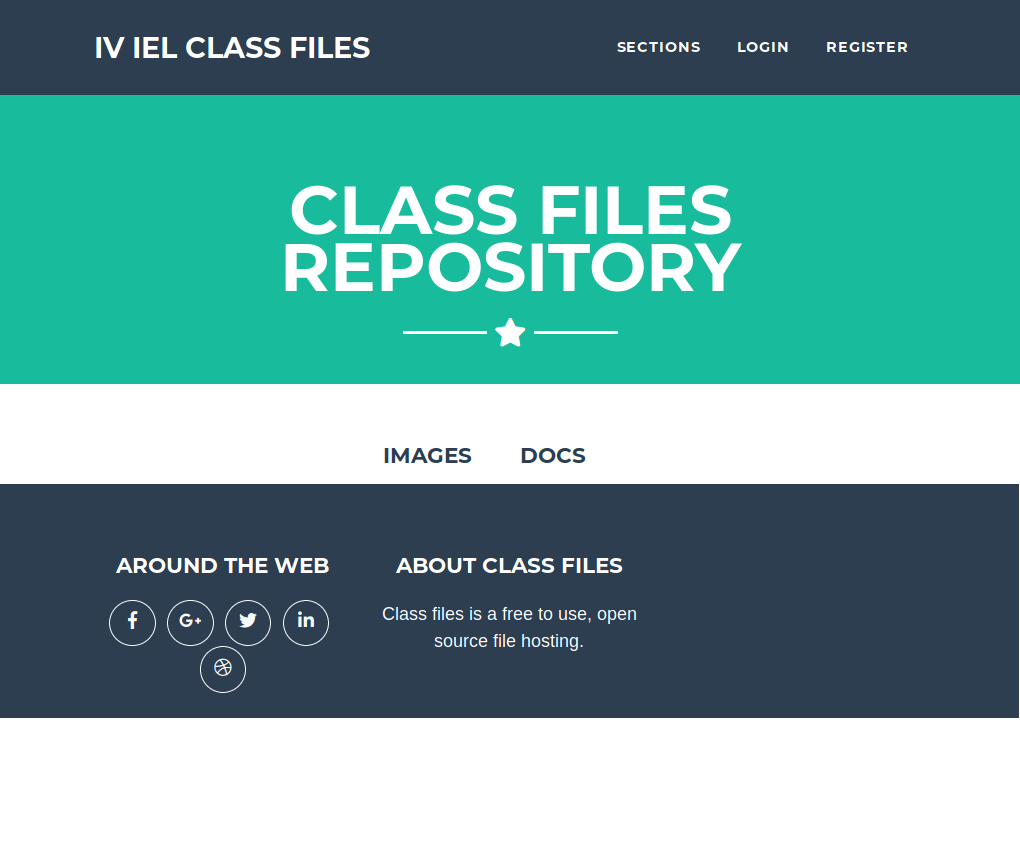 IV IEL CLASS FILES
SECTIONS LOGIN REGISTER
CLASS FILES
REPOSITORY
IMAGES DOCS
AROUND THE WEB
ABOUT CLASS FILES
Class files is a free to use, open
source file hosting.